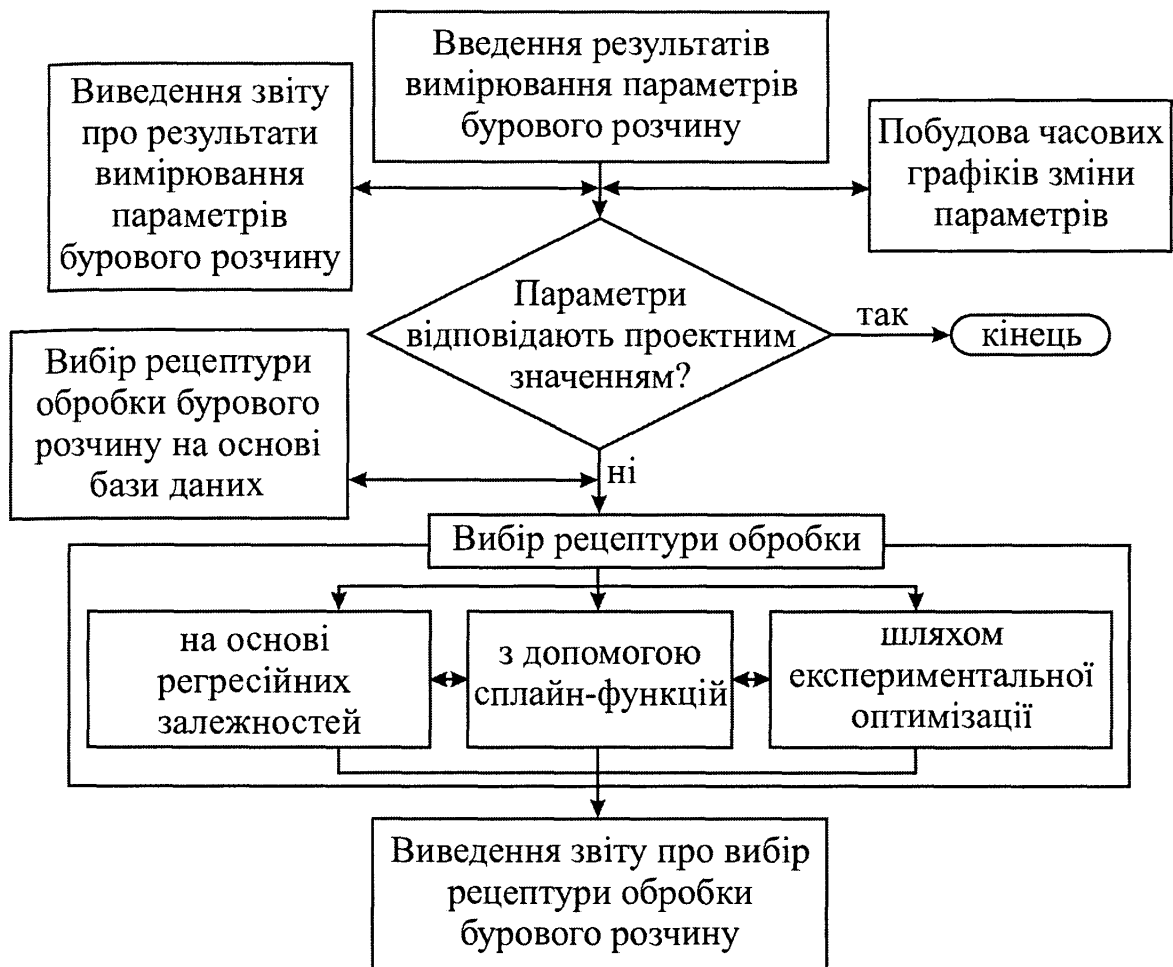 Введення результатів
вимірювання параметрів
бурового розчину
Виведення звіту
про результати
вимірювання
параметрів
бурового розчину
Побудова часових
графіків зміни
параметрів
Параметри
відповідають проектним
значенням?
так
кінець
Вибір рецептури
обробки бурового
розчину на основі
бази даних
ні
Вибір рецептури обробки
на основі
регресійних
залежностей
з допомогою
сплайн-функцій
шляхом
експериментальної
оптимізації
Виведення звіту про вибір
рецептури обробки
бурового розчину